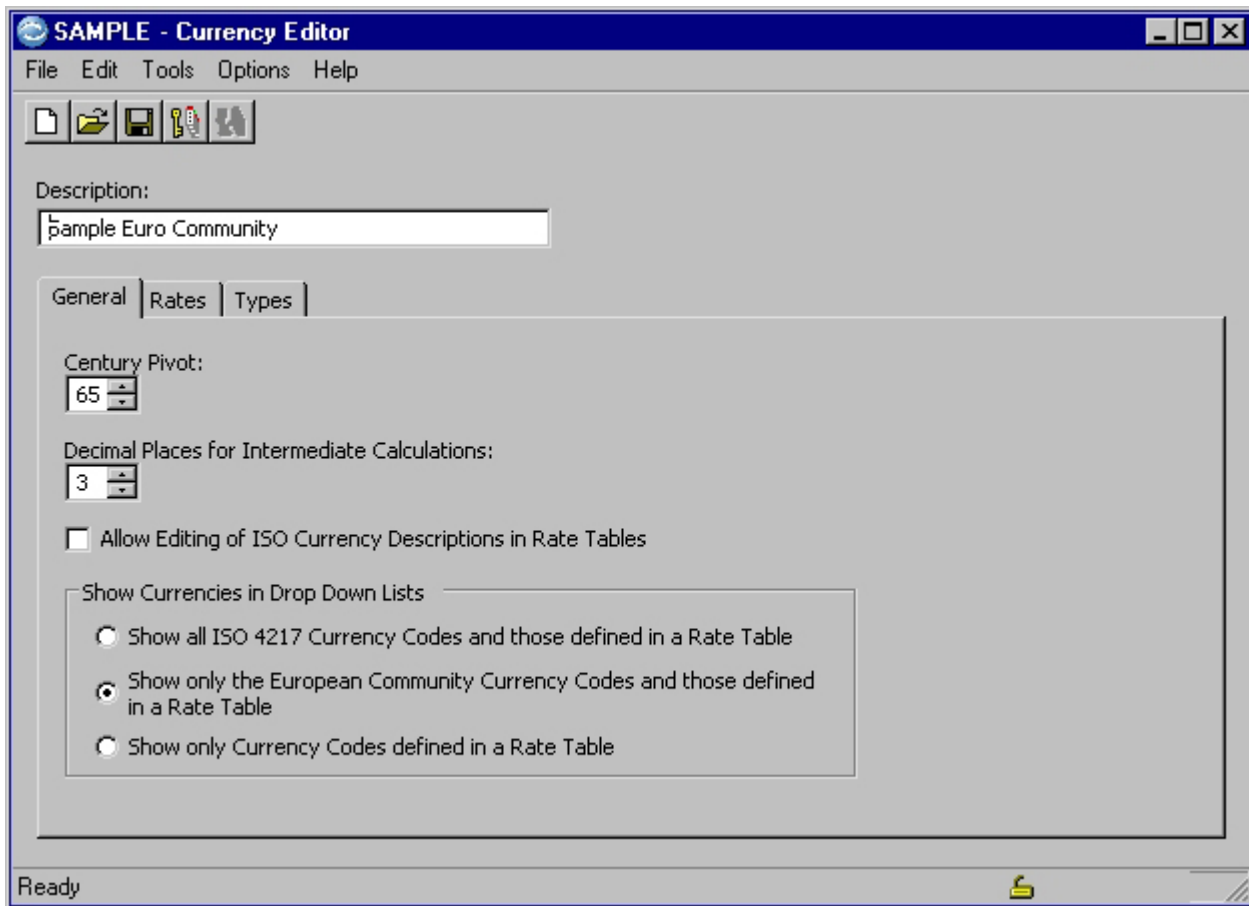 SAMPLE - Currency Editor
File Edit Tools Options Help
Description:
Sample Euro Community
General Rates Types
Century Pivot:
65
Decimal Places for Intermediate Calculations:
3
Allow Editing of ISO Currency Descriptions in Rate Tables
Show Currencies in Drop Down Lists
Show all ISO 4217 Currency Codes and those defined in a Rate Table
Show only the European Community Currency Codes and those defined
in a Rate Table
Show only Currency Codes defined in a Rate Table
Ready